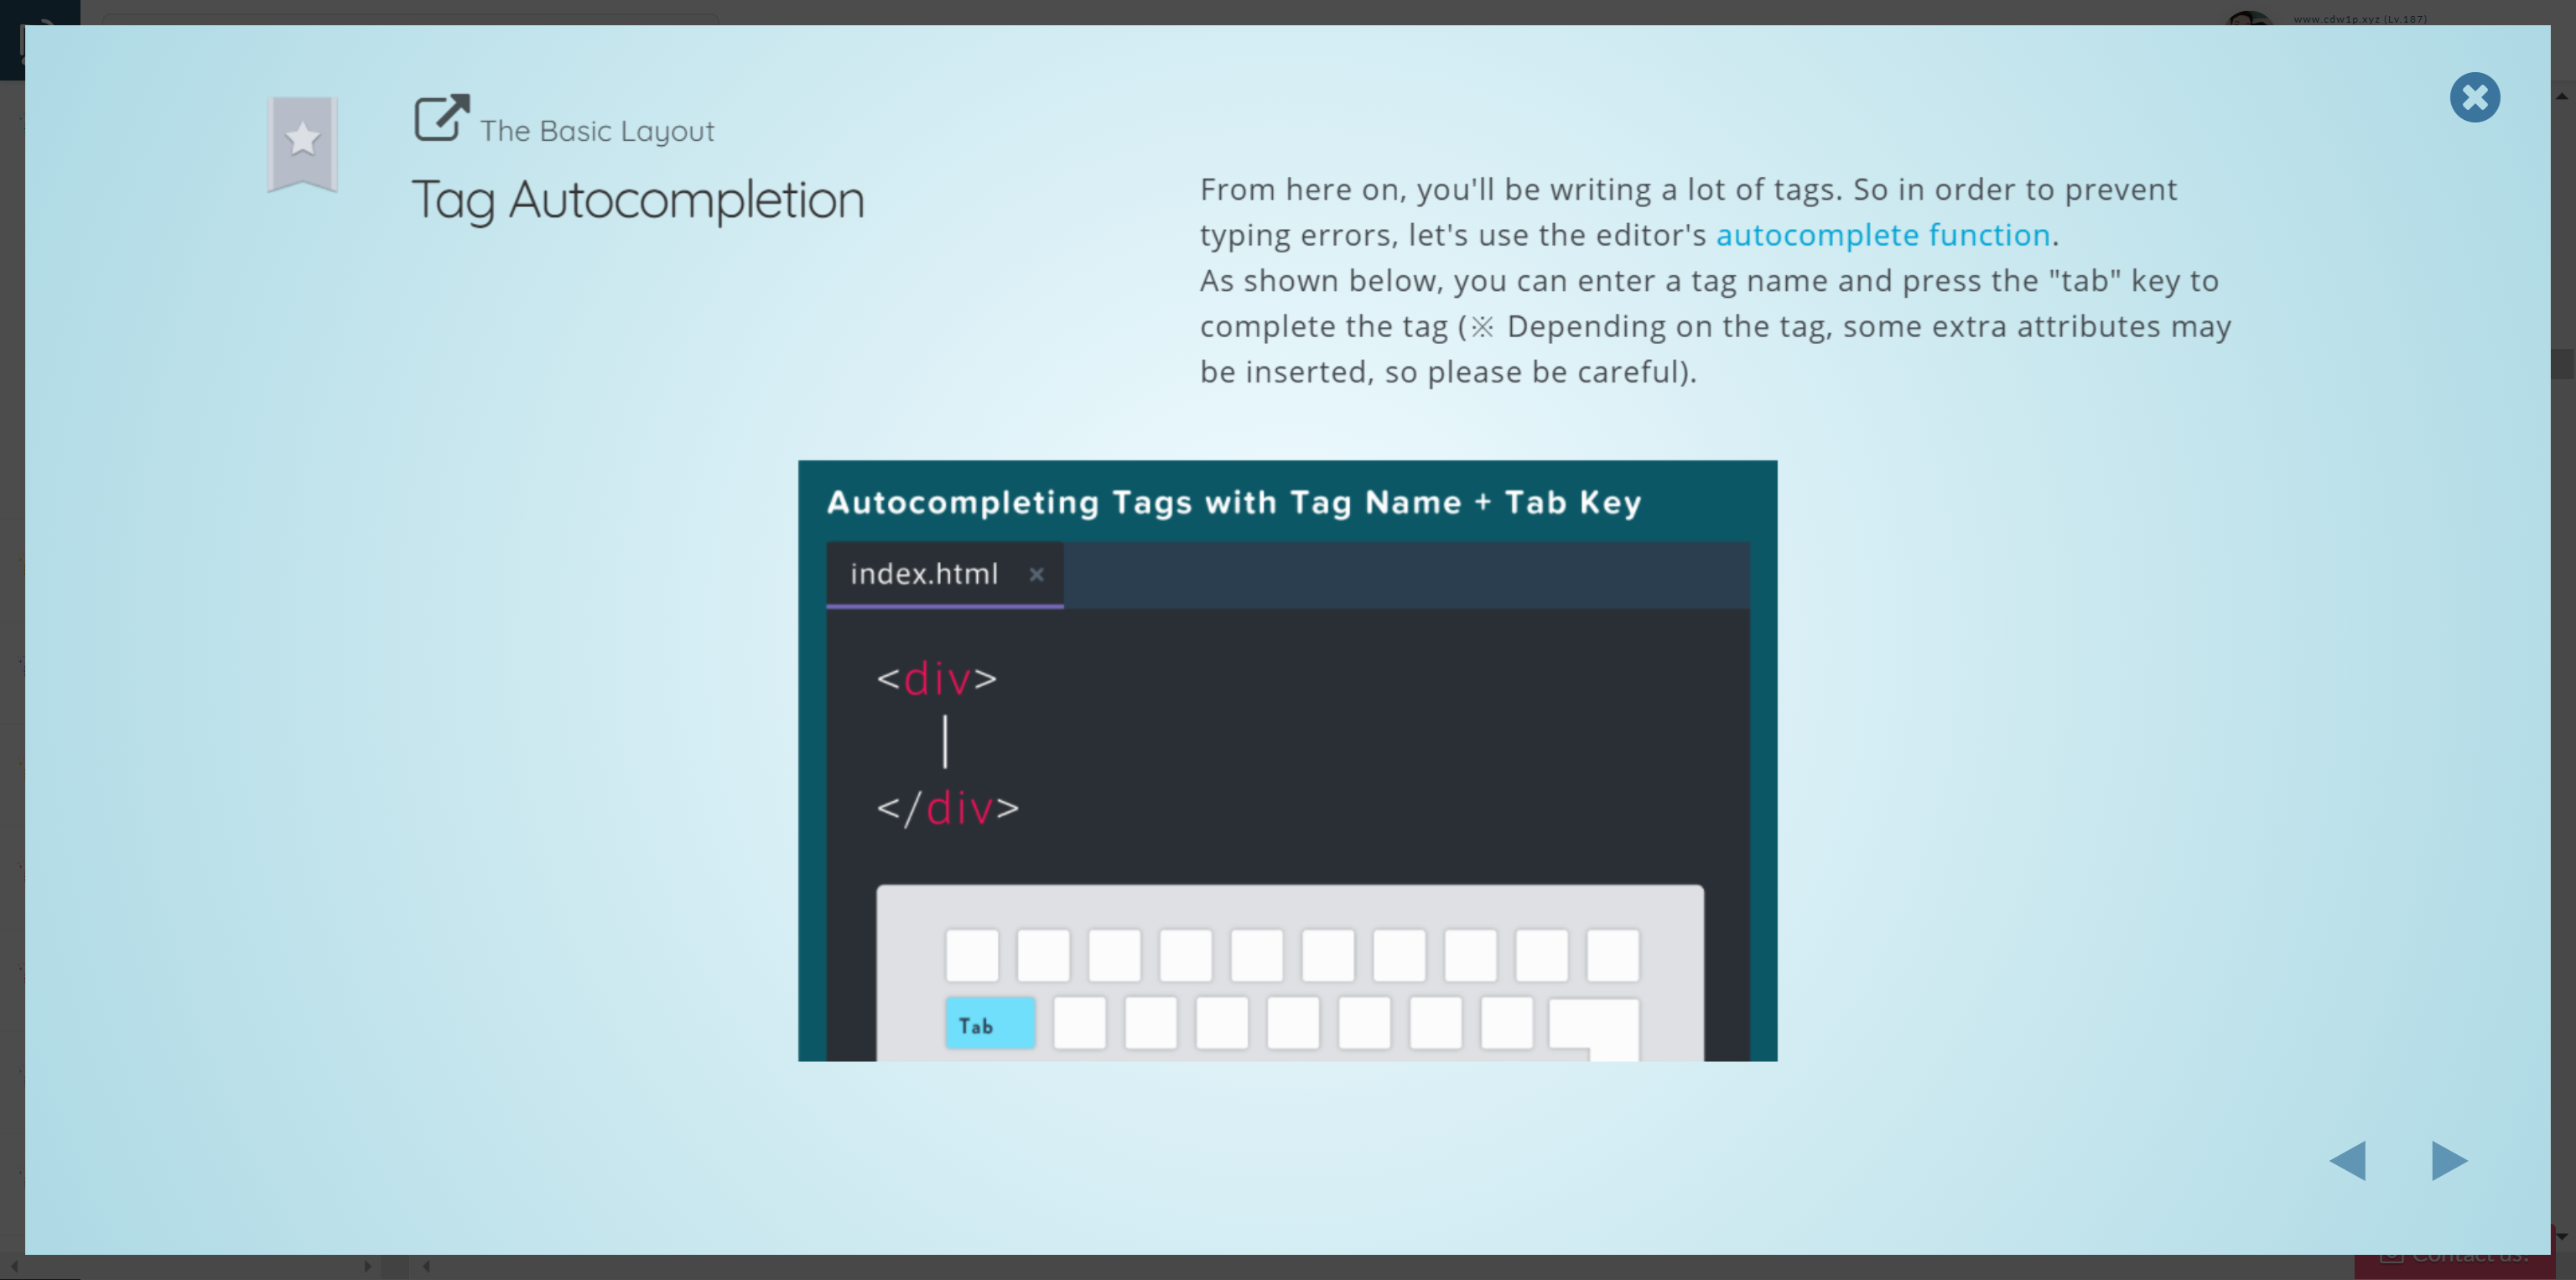 www.cdw1p.xyz (Lv.187)
The Basic Layout
Tag Autocompletion
From here on, you'll be writing a lot of tags. So in order to prevent
typing errors, let's use the editor's autocomplete function.
As shown below, you can enter a tag name and press the "tab" key to
complete the tag (※ Depending on the tag, some extra attributes may
be inserted, so please be careful).
Autocompleting Tags with Tag Name + Tab Key
index.html ×
<div>
</div>
Tab
Contact us!